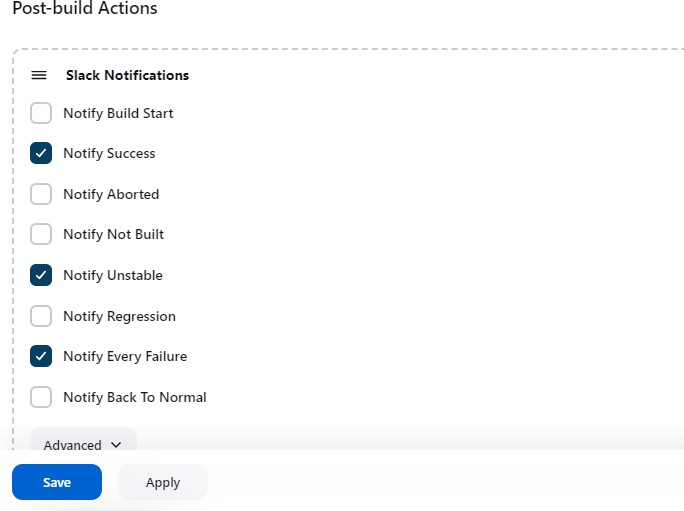 Post-build Actions
Slack Notifications
Notify Build Start
Notify Success
Notify Aborted
Notify Not Built
Notify Unstable
Notify Regression
Notify Every Failure
Notify Back To Normal
Advanced
Save Apply